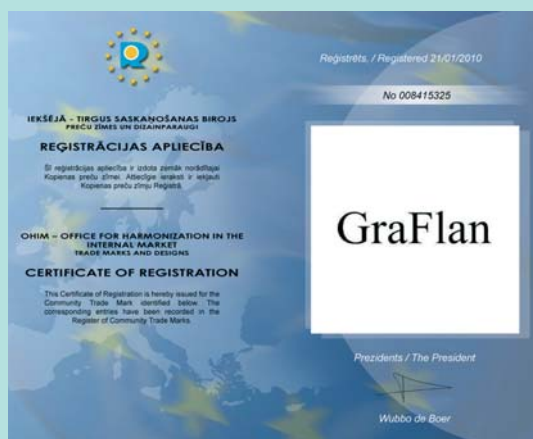 IEKŠĒJĀ – TIRGUS SASKAŅOŠANAS BIROJS
PREČU ZĪMES UN DIZAINPARAUGI
REĢISTRĀCIJAS APLIECĪBA
Šī reģistrācijas apliecība ir izdota zemāk norādītajai
Kopienas preču zīmei. Attiecīgie ieraksti ir iekļauti
Kopienas preču zīmju Reģistrā.
OHIM – OFFICE FOR HARMONIZATION IN THE
INTERNAL MARKET
TRADE MARKS AND DESIGNS
CERTIFICATE OF REGISTRATION
This Certificate of Registration is hereby issued for the
Community Trade Mark identified below. The
corresponding entries have been recorded in the
Register of Community Trade Marks.
Reģistrēts. / Registered 21/01/2010
No 008415325
GraFlan
Prezidents / The President
Wubbo de Boer